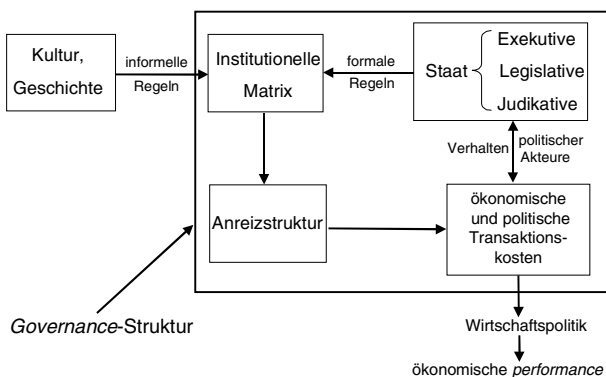 Kultur,
Geschichte
informelle
Regeln
Institutionelle
Matrix
formale
Regeln
Staat
Exekutive
Legislative
Judikative
Verhalten
politischer
Akteure
Anreizstruktur
ökonomische
und politische
Transaktions-
kosten
Governance-Struktur
Wirtschaftspolitik
ökonomische performance